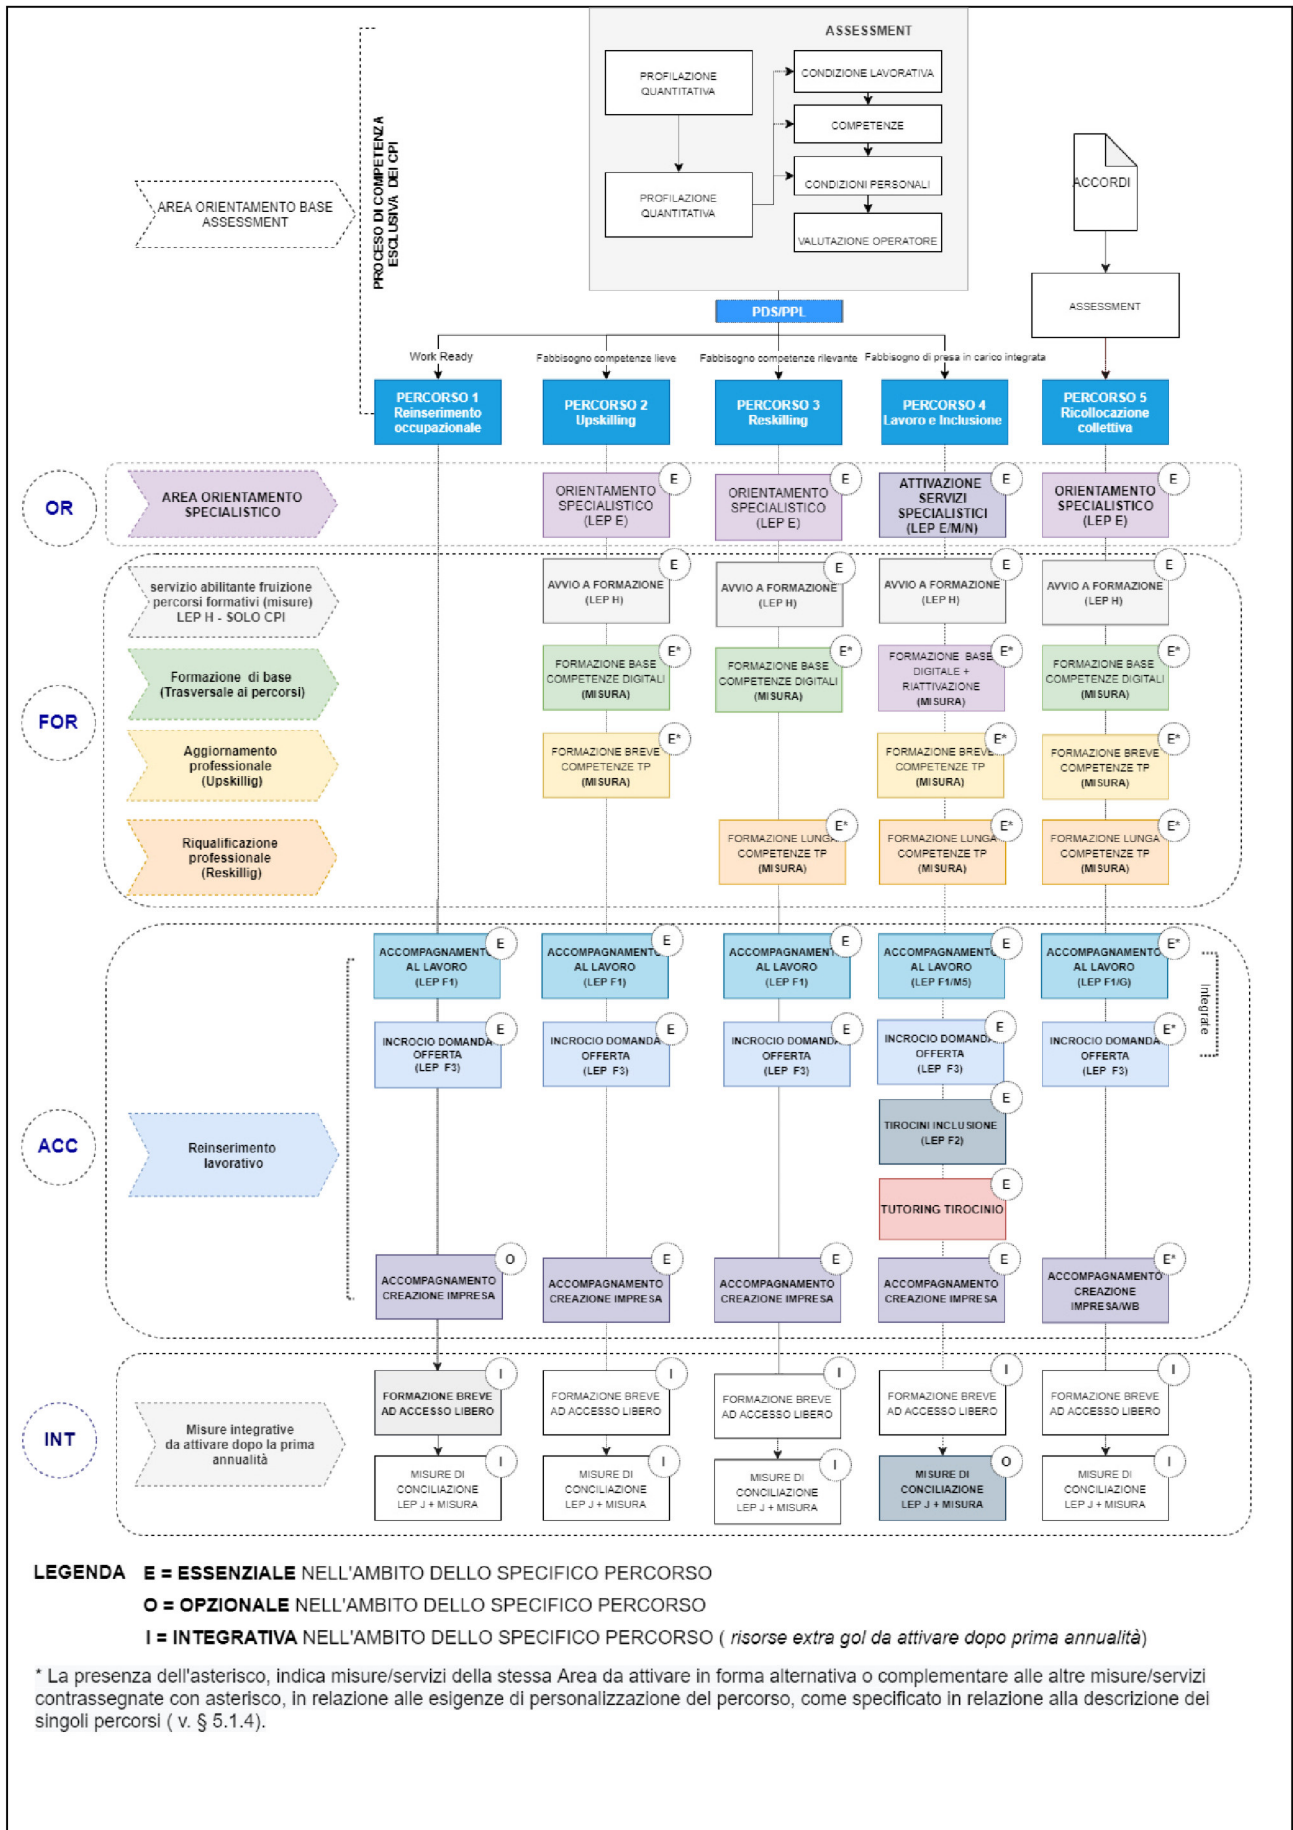 ASSESSMENT
PROFILAZIONE
QUANTITATIVA
CONDIZIONE LAVORATIVA
COMPETENZE
PROFILAZIONE
QUANTITATIVA
CONDIZIONI PERSONALI
VALUTAZIONE OPERATORE
ACCORDI
ASSESSMENT
AREA ORIENTAMENTO BASE
ASSESSMENT
PROCESO DI COMPETENZA
ESCLUSIVA DEI CPI
PDS/PPL
Work Ready
Fabbisogno competenze lieve
Fabbisogno competenze rilevante
Fabbisogno di presa in carico integrata
PERCORSO 1
Reinserimento
occupazionale
PERCORSO 2
Upskilling
PERCORSO 3
Reskilling
PERCORSO 4
Lavoro e Inclusione
PERCORSO 5
Ricollocazione
collettiva
OR
AREA ORIENTAMENTO
SPECIALISTICO
ORIENTAMENTO
SPECIALISTICO
(LEP E)
E
ORIENTAMENTO
SPECIALISTICO
(LEP E)
E
ATTIVAZIONE
SERVIZI
SPECIALISTICI
(LEP E/M/N)
E
ORIENTAMENTO
SPECIALISTICO
(LEP E)
E
FOR
servizio abilitante fruizione
percorsi formativi (misure)
LEP H - SOLO CPI
AVVIO A FORMAZIONE
(LEP H)
E
AVVIO A FORMAZIONE
(LEP H)
E
AVVIO A FORMAZIONE
(LEP H)
E
AVVIO A FORMAZIONE
(LEP H)
E
Formazione di base
(Trasversale ai percorsi)
FORMAZIONE BASE
COMPETENZE DIGITALI
(MISURA)
E*
FORMAZIONE BASE
COMPETENZE DIGITALI
(MISURA)
E*
FORMAZIONE BASE
DIGITALE +
RIATTIVAZIONE
(MISURA)
E*
FORMAZIONE BASE
COMPETENZE DIGITALI
(MISURA)
E*
Aggiornamento
professionale
(Upskillig)
FORMAZIONE BREVE
COMPETENZE TP
(MISURA)
E*
FORMAZIONE BREVE
COMPETENZE TP
(MISURA)
E*
FORMAZIONE BREVE
COMPETENZE TP
(MISURA)
E*
Riqualificazione
professionale
(Reskillig)
FORMAZIONE LUNGA
COMPETENZE TP
(MISURA)
E*
FORMAZIONE LUNGA
COMPETENZE TP
(MISURA)
E*
FORMAZIONE LUNGA
COMPETENZE TP
(MISURA)
E*
ACC
Reinserimento
lavorativo
ACCOMPAGNAMENTO
AL LAVORO
(LEP F1)
E
ACCOMPAGNAMENTO
AL LAVORO
(LEP F1)
E
ACCOMPAGNAMENTO
AL LAVORO
(LEP F1)
E
ACCOMPAGNAMENTO
AL LAVORO
(LEP F1/M5)
E
ACCOMPAGNAMENTO
AL LAVORO
(LEP F1/G)
E*
Integrate
INCROCIO DOMANDA
OFFERTA
(LEP F3)
E
INCROCIO DOMANDA
OFFERTA
(LEP F3)
E
INCROCIO DOMANDA
OFFERTA
(LEP F3)
E
INCROCIO DOMANDA
OFFERTA
(LEP F3)
E
INCROCIO DOMANDA
OFFERTA
(LEP F3)
E*
TIROCINI INCLUSIONE
(LEP F2)
E
TUTORING TIROCINIO
E
ACCOMPAGNAMENTO
CREAZIONE IMPRESA
O
ACCOMPAGNAMENTO
CREAZIONE IMPRESA
E
ACCOMPAGNAMENTO
CREAZIONE IMPRESA
E
ACCOMPAGNAMENTO
CREAZIONE IMPRESA
E
ACCOMPAGNAMENTO
CREAZIONE
IMPRESA/WB
E*
INT
Misure integrative
da attivare dopo la prima
annualità
FORMAZIONE BREVE
AD ACCESSO LIBERO
I
FORMAZIONE BREVE
AD ACCESSO LIBERO
I
FORMAZIONE BREVE
AD ACCESSO LIBERO
I
FORMAZIONE BREVE
AD ACCESSO LIBERO
I
FORMAZIONE BREVE
AD ACCESSO LIBERO
I
MISURE DI
CONCILIAZIONE
LEP J + MISURA
I
MISURE DI
CONCILIAZIONE
LEP J + MISURA
I
MISURE DI
CONCILIAZIONE
LEP J + MISURA
I
MISURE DI
CONCILIAZIONE
LEP J + MISURA
O
MISURE DI
CONCILIAZIONE
LEP J + MISURA
I
LEGENDA E = ESSENZIALE NELL'AMBITO DELLO SPECIFICO PERCORSO
O = OPZIONALE NELL'AMBITO DELLO SPECIFICO PERCORSO
I = INTEGRATIVA NELL'AMBITO DELLO SPECIFICO PERCORSO ( risorse extra gol da attivare dopo prima annualità)
* La presenza dell'asterisco, indica misure/servizi della stessa Area da attivare in forma alternativa o complementare alle altre misure/servizi
contrassegnate con asterisco, in relazione alle esigenze di personalizzazione del percorso, come specificato in relazione alla descrizione dei
singoli percorsi ( v. § 5.1.4).